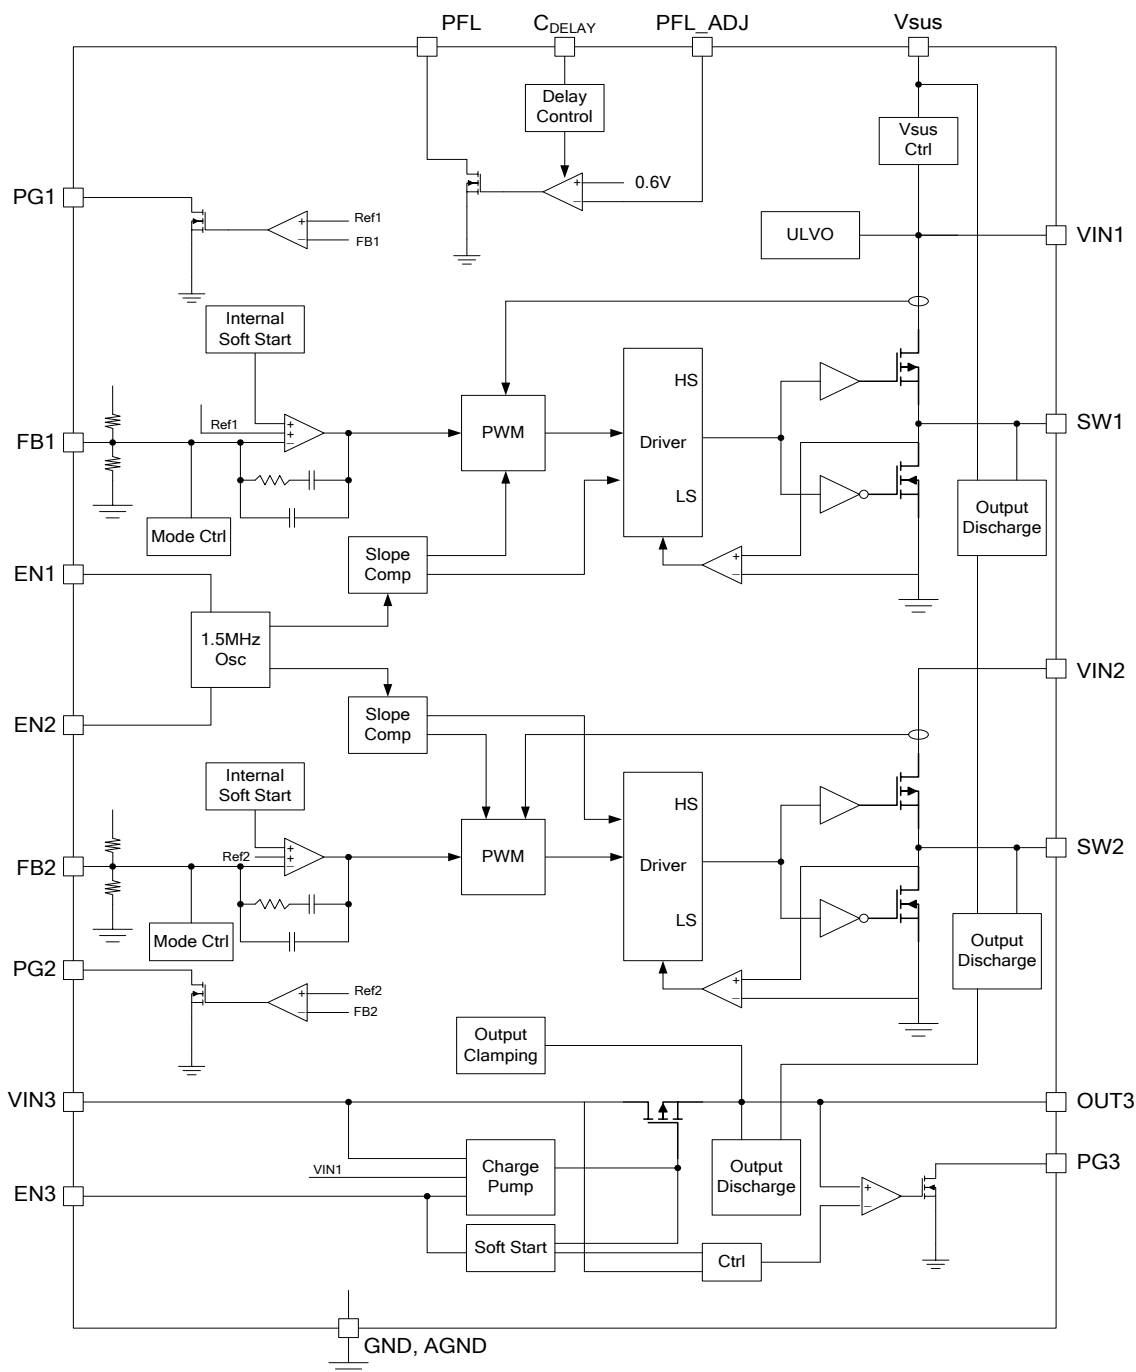 PFL
CDELAY
PFL_ADJ
Vsus
Delay
Control
Vsus
Ctrl
PG1
0.6V
Ref1
FB1
ULVO
VIN1
Internal
Soft Start
HS
Ref1
FB1
PWM
Driver
SW1
LS
Mode Ctrl
Output
Discharge
EN1
Slope
Comp
1.5MHz
Osc
VIN2
EN2
Slope
Comp
Internal
Soft Start
HS
Ref2
FB2
PWM
Driver
SW2
LS
Mode Ctrl
Output
Discharge
PG2
Ref2
FB2
Output
Clamping
VIN3
OUT3
VIN1
Charge
Pump
Output
Discharge
PG3
EN3
+
−
Soft Start
Ctrl
GND, AGND